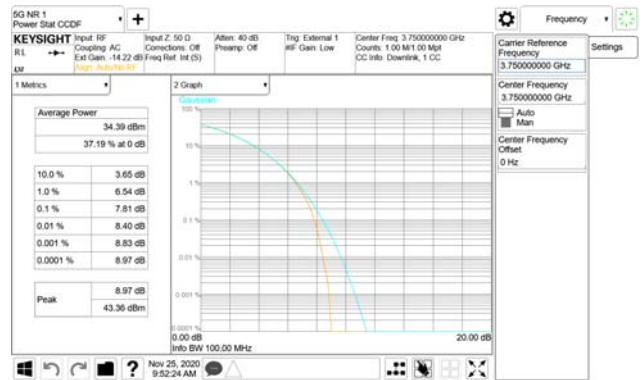 5G NR 1
Power Stat CCDF
Frequency
KEYSIGHT
RL
Input: RF
Coupling: AC
Ext Gain: -14.22 dB
Align: Auto/No RF
Input Z: 50 Ω
Corrections: Off
Freq Ref: Int (S)
Atten: 40 dB
Preamp: Off
Trig: External 1
#IF Gain: Low
Center Freq: 3.750000000 GHz
Counts: 1.00 M/1.00 Mpt
CC Info: Downlink, 1 CC
1 Metrics
Average Power
34.39 dBm
37.19 % at 0 dB
10.0 % 3.65 dB
1.0 % 6.54 dB
0.1 % 7.81 dB
0.01 % 8.40 dB
0.001 % 8.83 dB
0.0001 % 8.97 dB
Peak 8.97 dB
43.36 dBm
2 Graph
Gaussian
100 %
10 %
1 %
0.1 %
0.01 %
0.001 %
0.0001 %
0.00 dB
20.00 dB
Info BW 100.00 MHz
Carrier Reference
Frequency
3.750000000 GHz
Center Frequency
3.750000000 GHz
Auto
Man
Center Frequency
Offset
0 Hz
Settings
?
Nov 25, 2020
9:52:24 AM